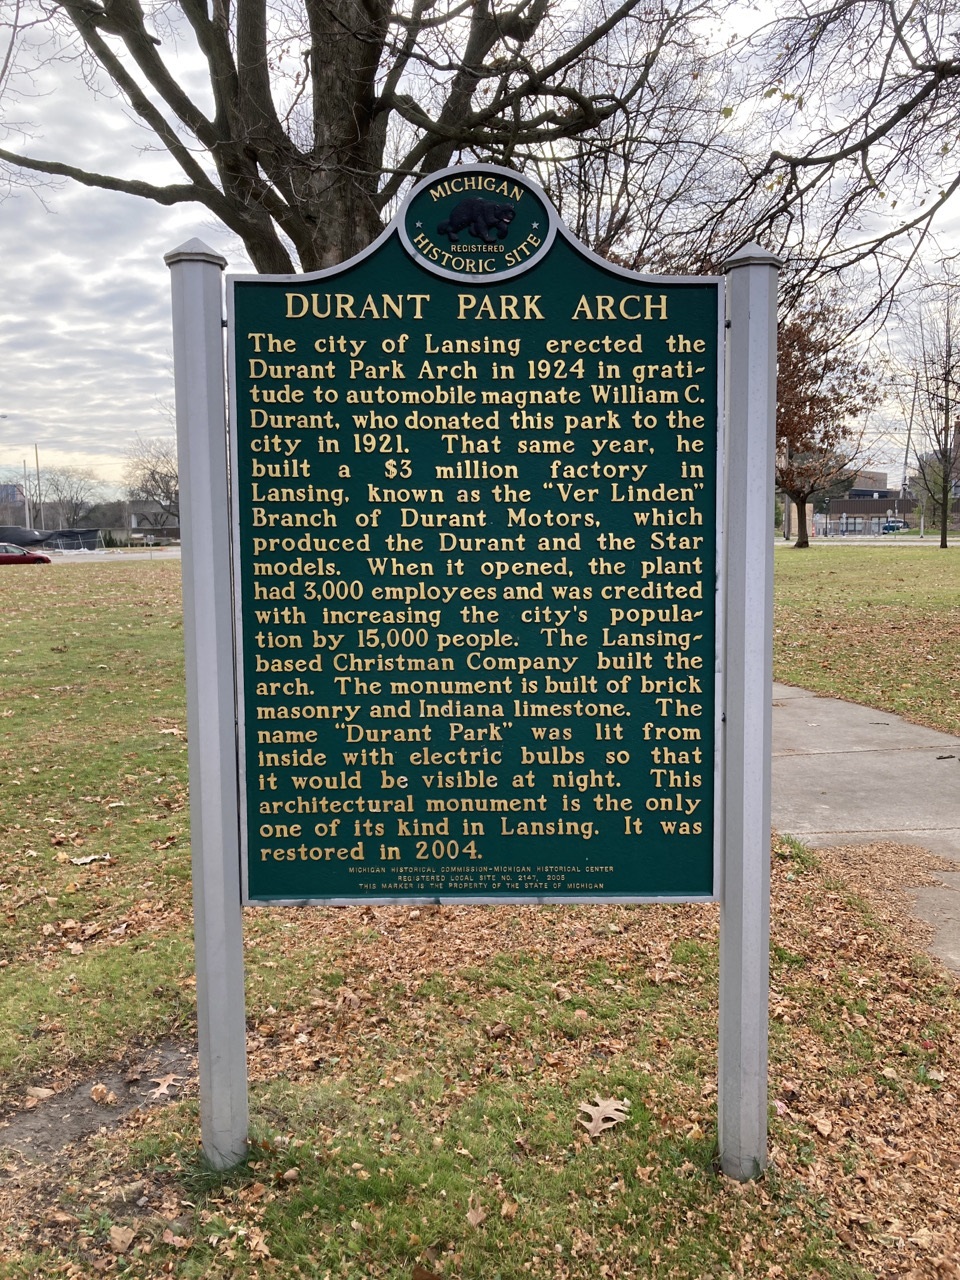 MICHIGAN
REGISTERED
HISTORIC SITE
DURANT PARK ARCH
The city of Lansing erected the
Durant Park Arch in 1924 in grati-
tude to automobile magnate William C.
Durant, who donated this park to the
city in 1921. That same year, he
built a $3 million factory in
Lansing, known as the "Ver Linden"
Branch of Durant Motors, which
produced the Durant and the Star
models. When it opened, the plant
had 3,000 employees and was credited
with increasing the city's popula-
tion by 15,000 people. The Lansing-
based Christman Company built the
arch. The monument is built of brick
masonry and Indiana limestone. The
name "Durant Park" was lit from
inside with electric bulbs so that
it would be visible at night. This
architectural monument is the only
one of its kind in Lansing. It was
restored in 2004.
MICHIGAN HISTORICAL COMMISSION-MICHIGAN HISTORICAL CENTER
REGISTERED LOCAL SITE NO. 2147, 2005
THIS MARKER IS THE PROPERTY OF THE STATE OF MICHIGAN